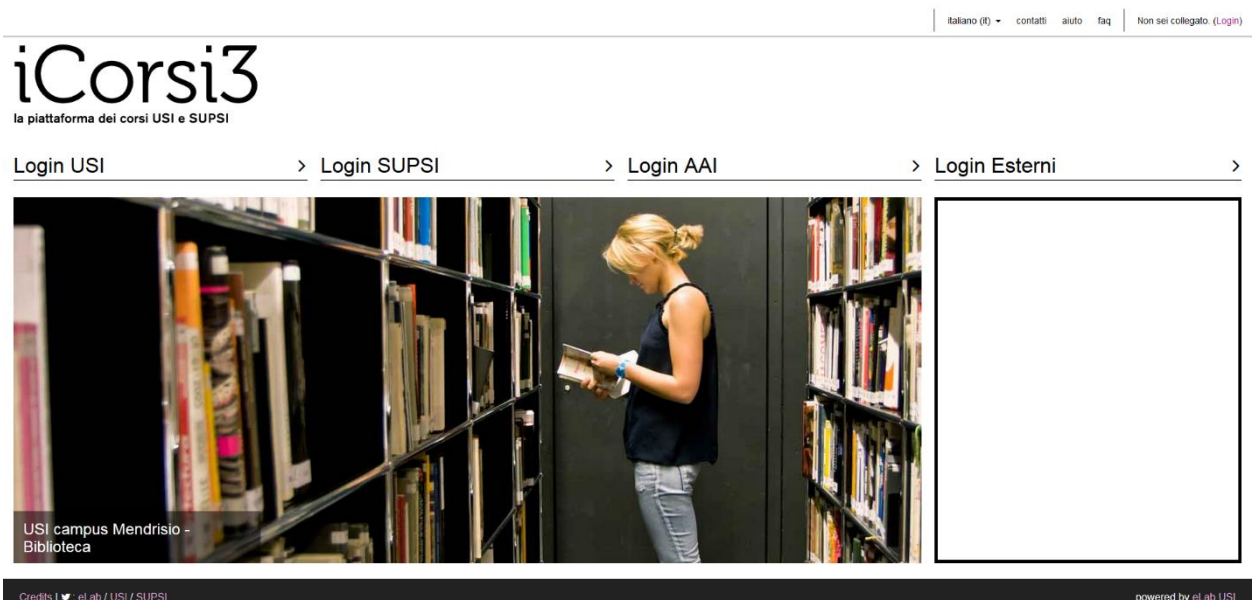 italiano (it) contatti aiuto faq Non sei collegato. (Login)
iCorsi3
la piattaforma dei corsi USI e SUPSI
Login USI > Login SUPSI > Login AAI > Login Esterni >
USI campus Mendrisio -
Biblioteca
Credits | : eLab / USI / SUPSI powered by eLab USI